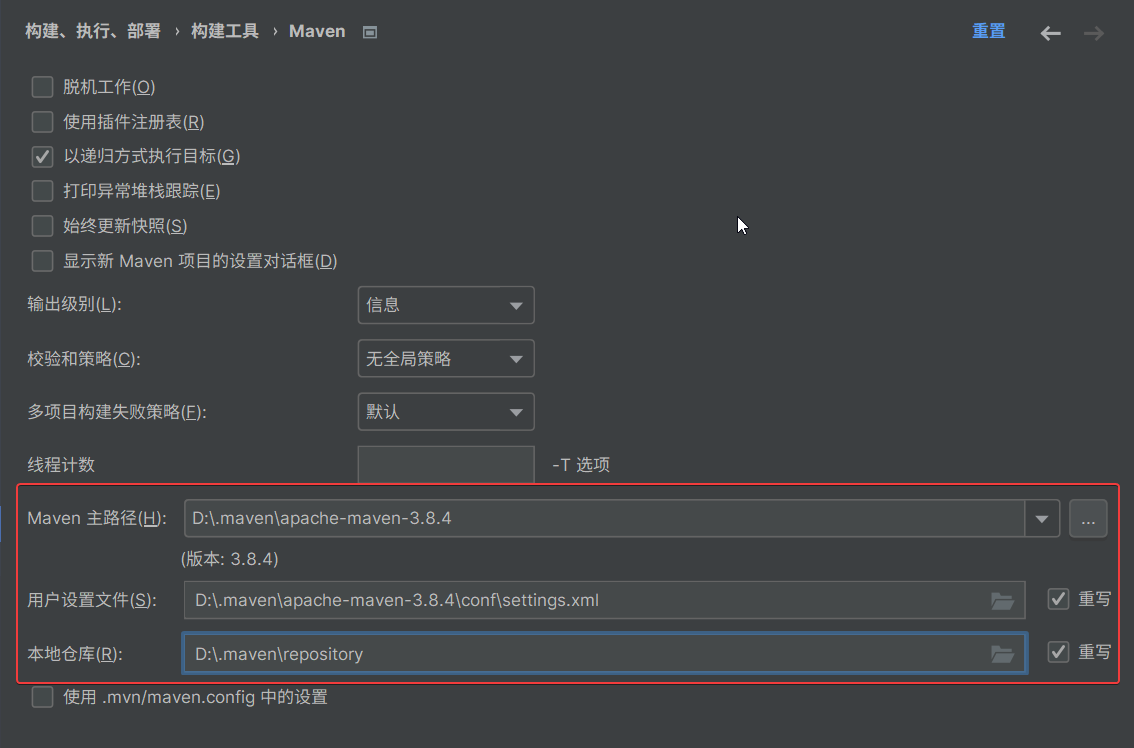 构建、执行、部署 › 构建工具 › Maven 重置
脱机工作(O)
使用插件注册表(R)
以递归方式执行目标(G)
打印异常堆栈跟踪(E)
始终更新快照(S)
显示新 Maven 项目的设置对话框(D)
输出级别(L): 信息
校验和策略(C): 无全局策略
多项目构建失败策略(F): 默认
线程计数 -T 选项
Maven 主路径(H): D:\.maven\apache-maven-3.8.4 ...
(版本: 3.8.4)
用户设置文件(S): D:\.maven\apache-maven-3.8.4\conf\settings.xml 重写
本地仓库(R): D:\.maven\repository 重写
使用 .mvn/maven.config 中的设置